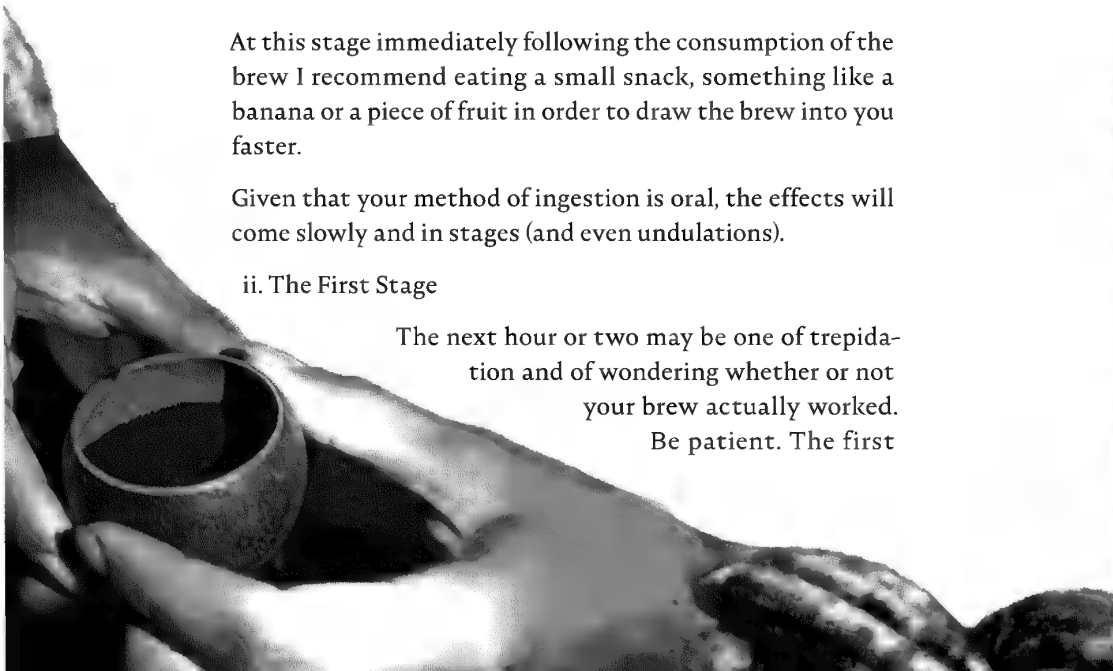 At this stage immediately following the consumption of the
brew I recommend eating a small snack, something like a
banana or a piece of fruit in order to draw the brew into you
faster.
Given that your method of ingestion is oral, the effects will
come slowly and in stages (and even undulations).
ii. The First Stage
The next hour or two may be one of trepida-
tion and of wondering whether or not
your brew actually worked.
Be patient. The first